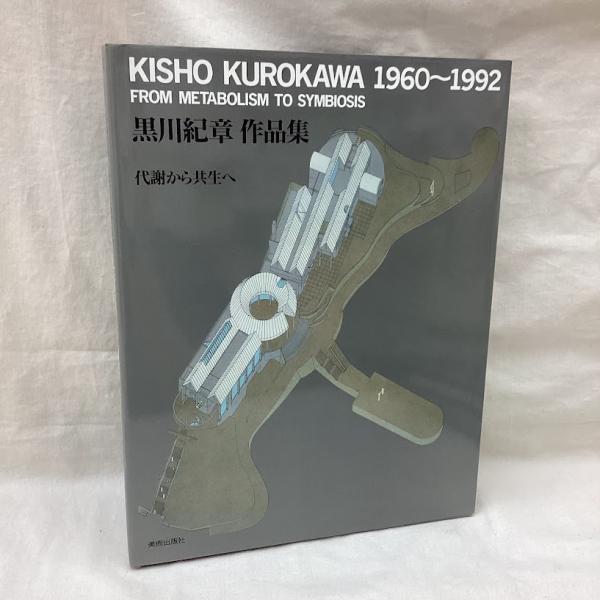 KISHO KUROKAWA 1960〜1992
FROM METABOLISM TO SYMBIOSIS
黒川紀章 作品集
代謝から共生へ
美術出版社